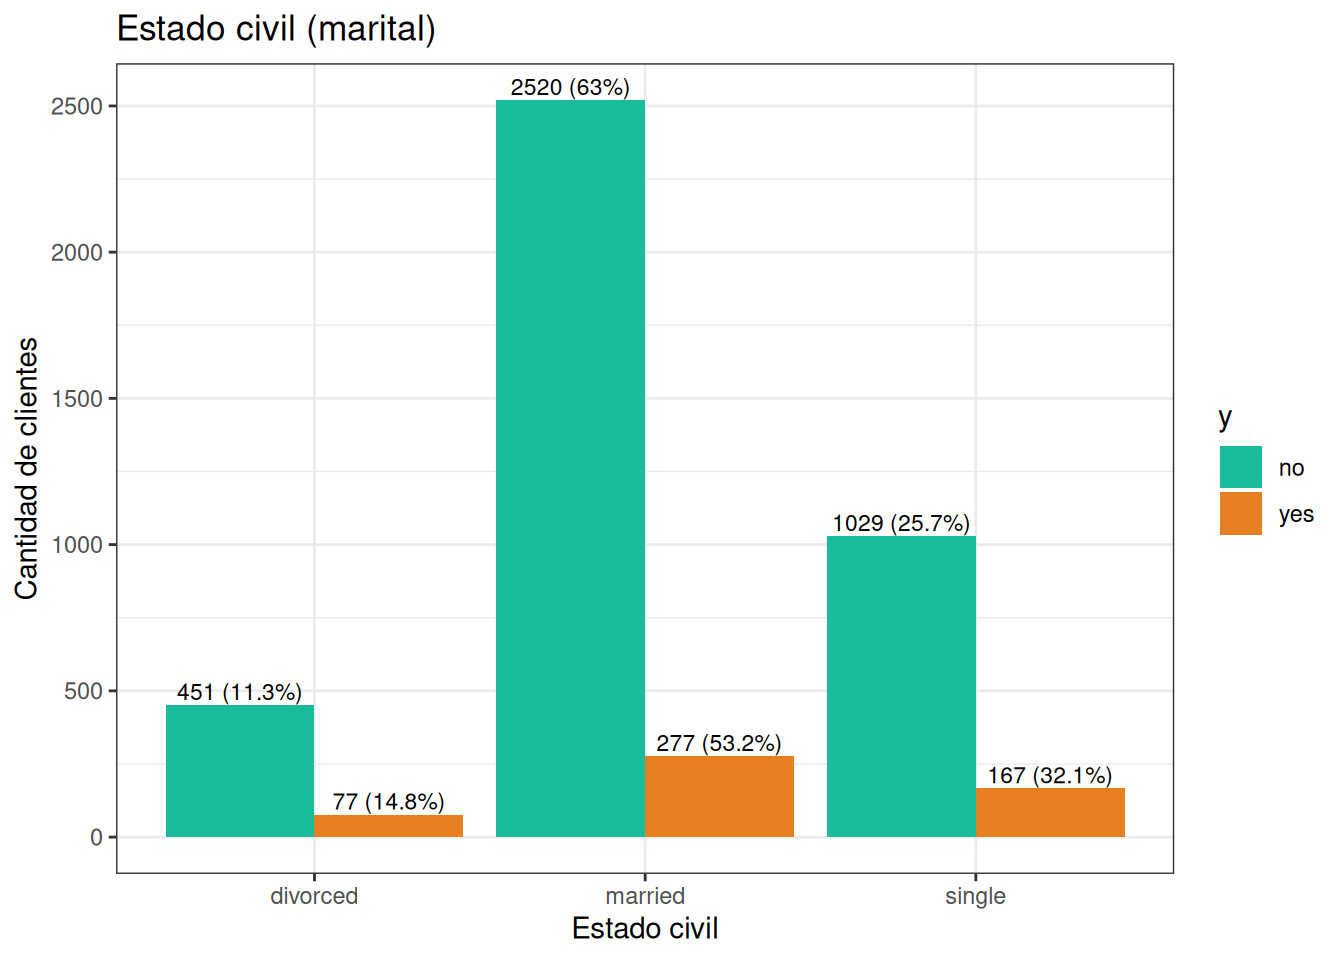 Estado civil (marital)
2520 (63%)
2500
2000
Cantidad de clientes
1500
y
no
yes
1029 (25.7%)
1000
451 (11.3%)
500
277 (53.2%)
167 (32.1%)
77 (14.8%)
0
divorced married single
Estado civil